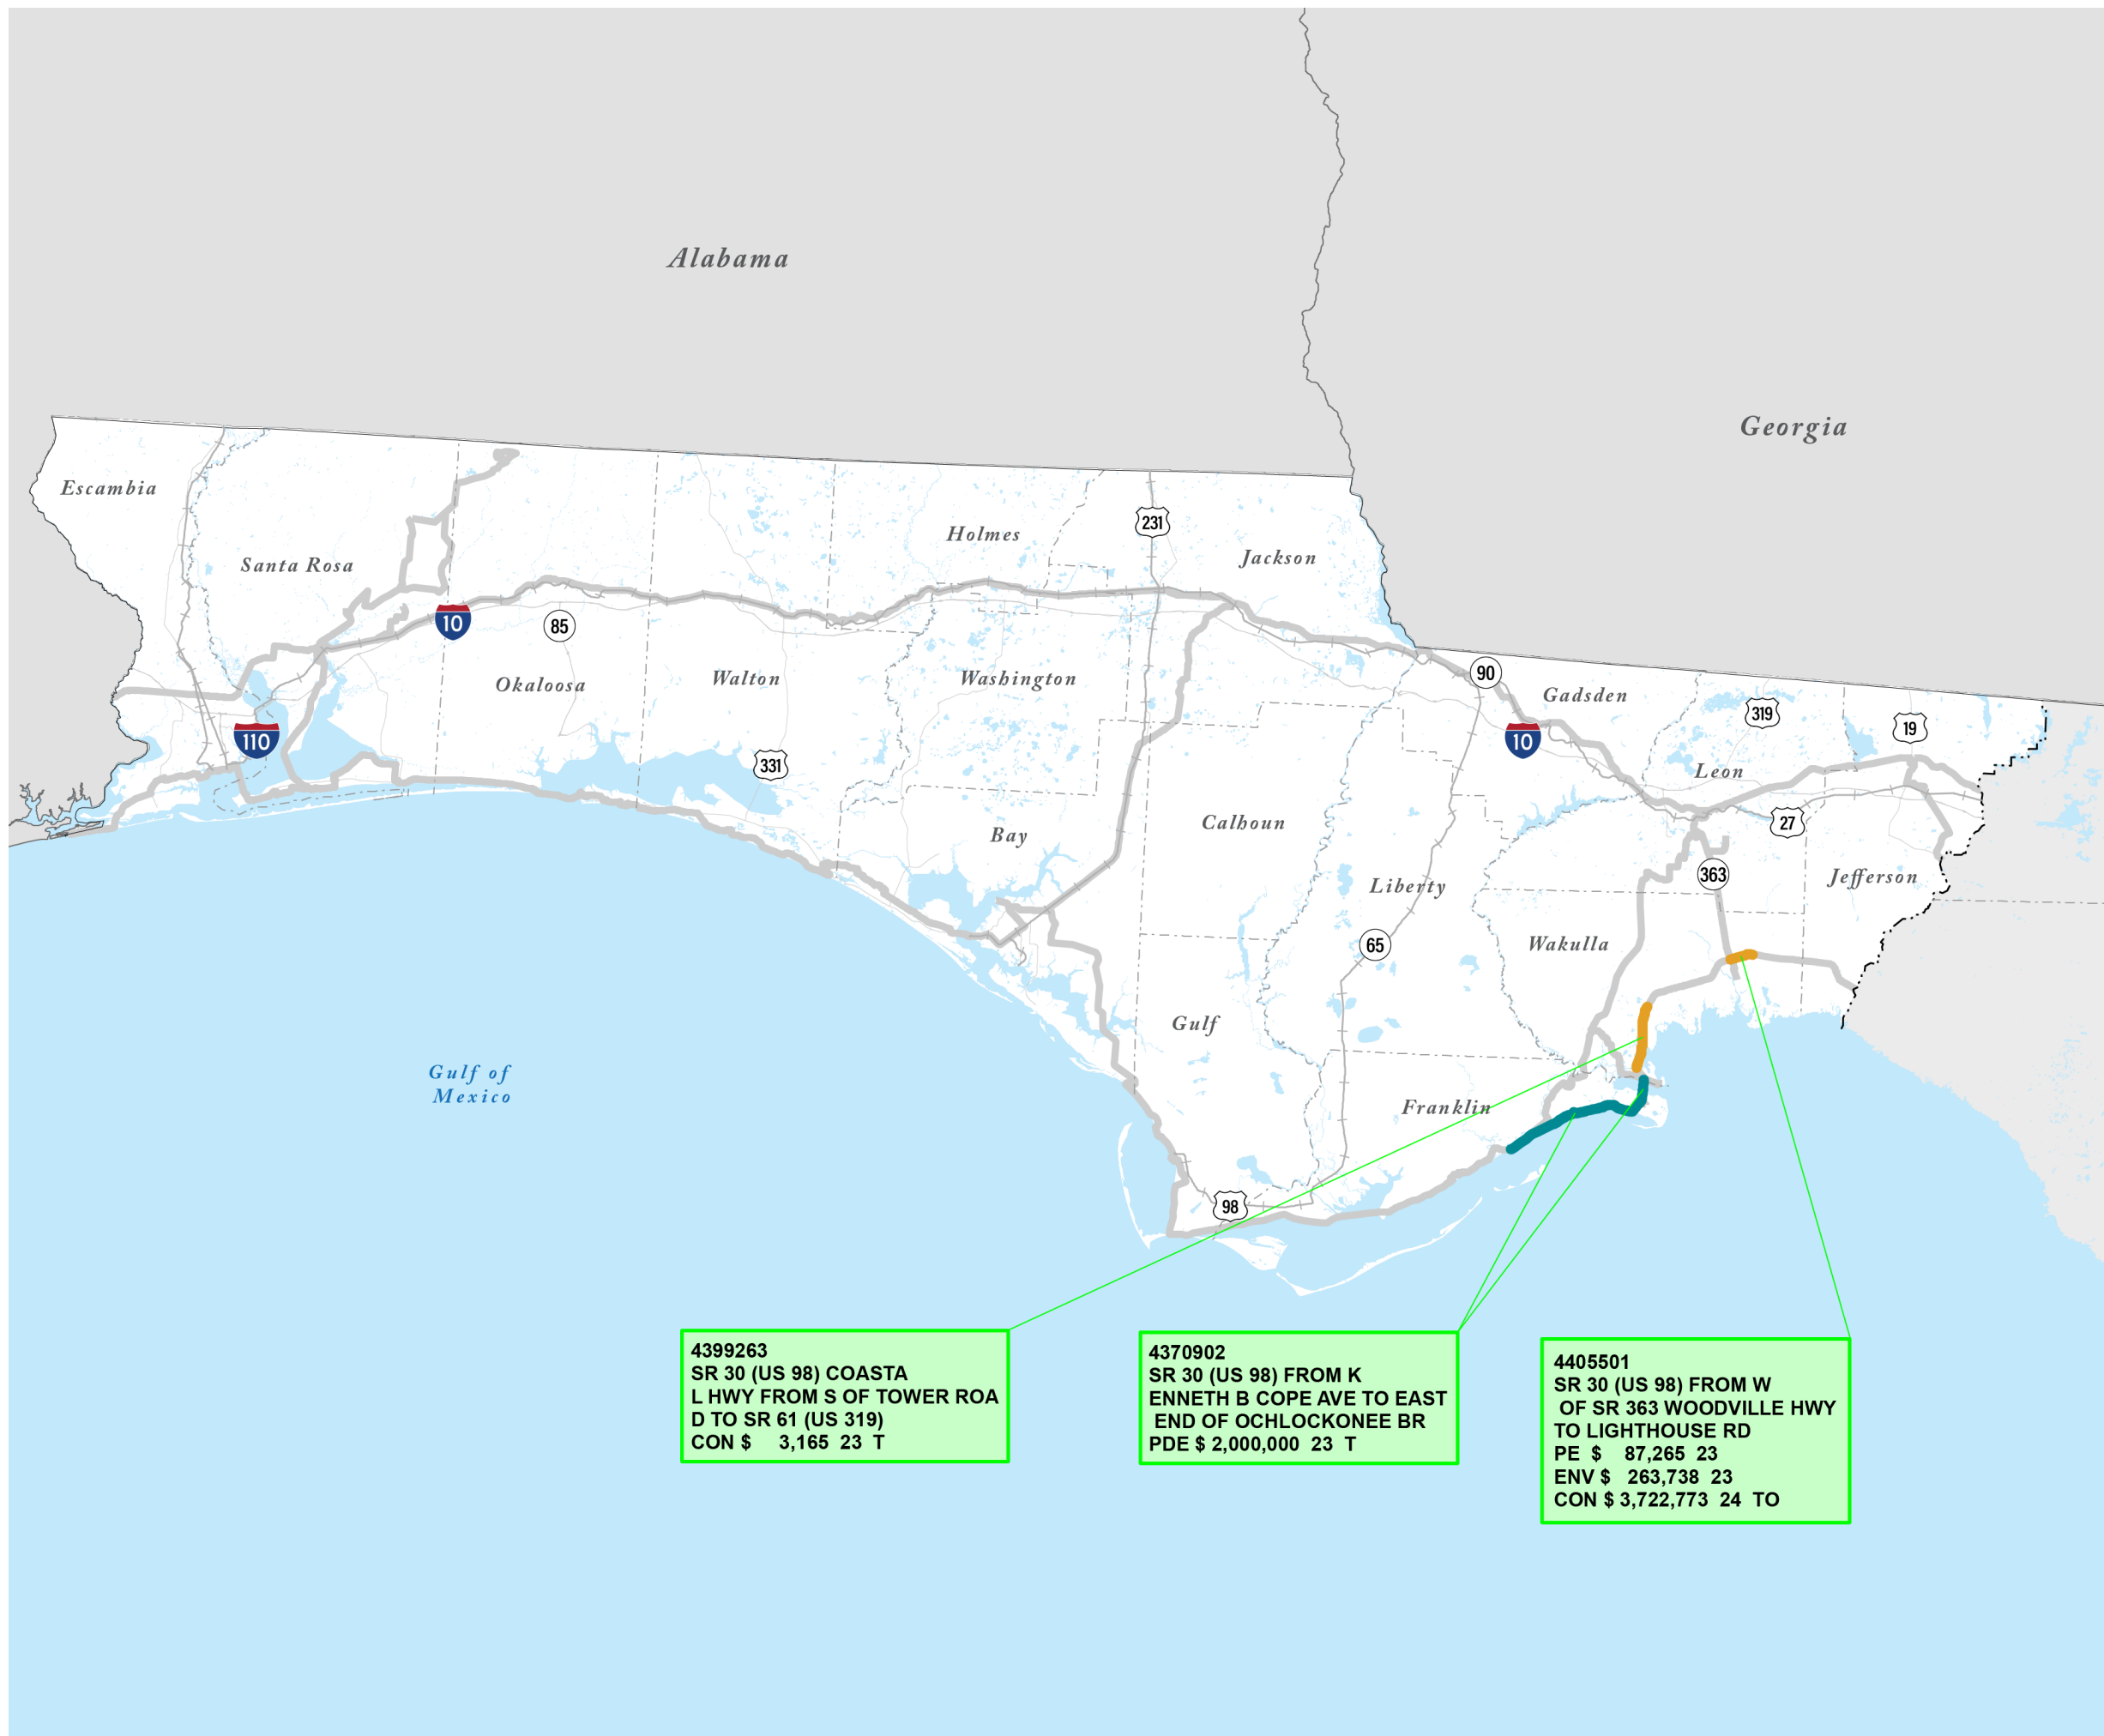 Alabama
Georgia
Escambia
Holmes
231
Jackson
Santa Rosa
10
85
90
Okaloosa
Walton
Washington
Gadsden
319
19
110
10
331
Leon
27
Bay
Calhoun
363
Liberty
Jefferson
65
Wakulla
Gulf
Gulf of
Mexico
Franklin
98
4399263
SR 30 (US 98) COASTA
L HWY FROM S OF TOWER ROA
D TO SR 61 (US 319)
CON $ 3,165 23 T
4370902
SR 30 (US 98) FROM K
ENNETH B COPE AVE TO EAST
END OF OCHLOCKONEE BR
PDE $ 2,000,000 23 T
4405501
SR 30 (US 98) FROM W
OF SR 363 WOODVILLE HWY
TO LIGHTHOUSE RD
PE $ 87,265 23
ENV $ 263,738 23
CON $ 3,722,773 24 TO